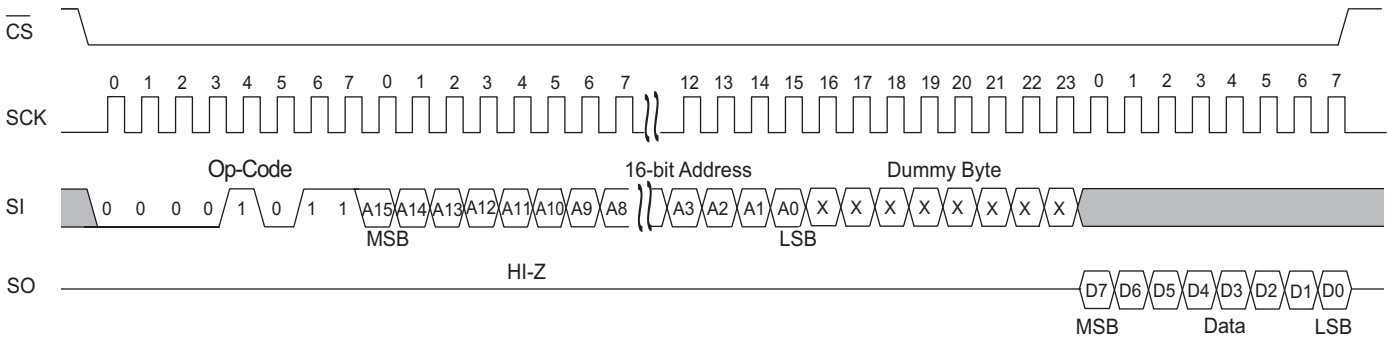 CS
0 1 2 3 4 5 6 7 0 1 2 3 4 5 6 7 12 13 14 15 16 17 18 19 20 21 22 23 0 1 2 3 4 5 6 7
SCK
Op-Code 16-bit Address Dummy Byte
SI 0 0 0 0 1 0 1 1 A15 A14 A13 A12 A11 A10 A9 A8 A3 A2 A1 A0 X X X X X X X X
MSB LSB
HI-Z
SO D7 D6 D5 D4 D3 D2 D1 D0
MSB Data LSB